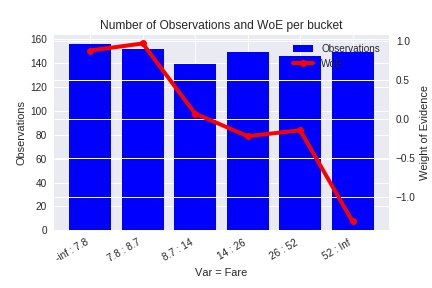 Number of Observations and WoE per bucket
160
140
120
100
80
60
40
20
0
Observations
1.0
0.5
0.0
−0.5
−1.0
Weight of Evidence
Observations
WoE
-inf : 7.8
7.8 : 8.7
8.7 : 14
14 : 26
26 : 52
52 : Inf
Var = Fare